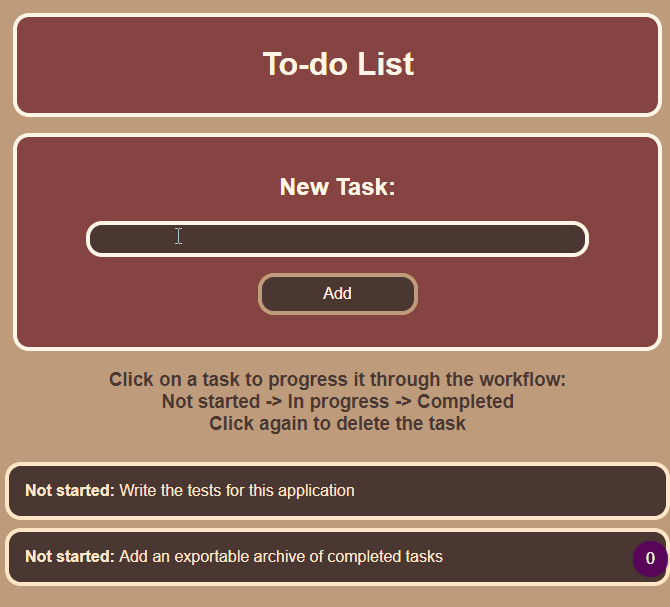 To-do List
New Task:
Add
Click on a task to progress it through the workflow:
Not started -> In progress -> Completed
Click again to delete the task
Not started: Write the tests for this application
Not started: Add an exportable archive of completed tasks
0